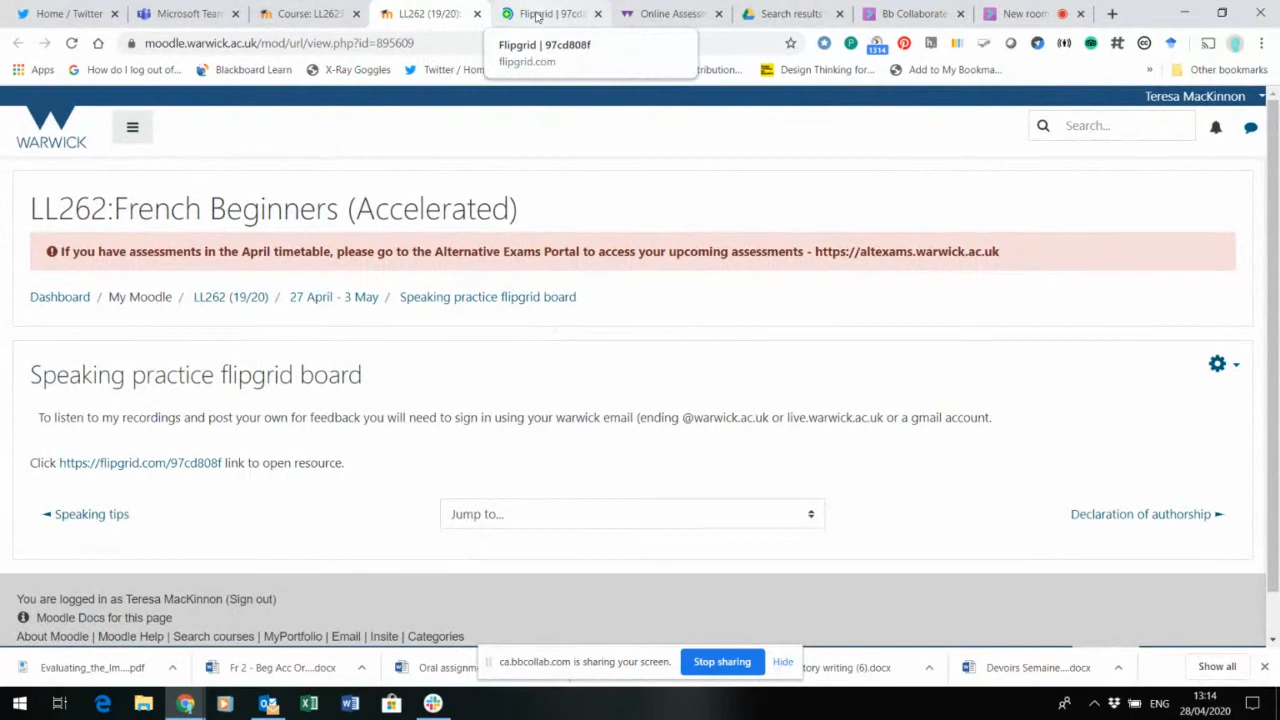 Home / Twitter
Microsoft Team
Course: LL262
LL262 (19/20):
Flipgrid | 97cd
Online Assess
Search results
Bb Collaborate
New room
moodle.warwick.ac.uk/mod/url/view.php?id=895609
1314
Flipgrid | 97cd808f
flipgrid.com
Apps
How do I log out of...
Blackboard Learn
X-Ray Goggles
Twitter / Hom
ribution...
Design Thinking for...
Add to My Bookma...
»
Other bookmarks
Teresa MacKinnon
WARWICK
Search...
LL262:French Beginners (Accelerated)
If you have assessments in the April timetable, please go to the Alternative Exams Portal to access your upcoming assessments - https://altexams.warwick.ac.uk
Dashboard / My Moodle / LL262 (19/20) / 27 April - 3 May / Speaking practice flipgrid board
Speaking practice flipgrid board
To listen to my recordings and post your own for feedback you will need to sign in using your warwick email (ending @warwick.ac.uk or live.warwick.ac.uk or a gmail account.
Click https://flipgrid.com/97cd808f link to open resource.
◄ Speaking tips
Jump to...
Declaration of authorship ►
You are logged in as Teresa MacKinnon (Sign out)
Moodle Docs for this page
About Moodle | Moodle Help | Search courses | MyPortfolio | Email | Insite | Categories
ca.bbcollab.com is sharing your screen.
Stop sharing
Hide
Evaluating_the_Im....pdf
Fr 2 - Beg Acc Or....docx
Oral assignm
tory writing (6).docx
Devoirs Semaine....docx
Show all
ENG
13:14
28/04/2020